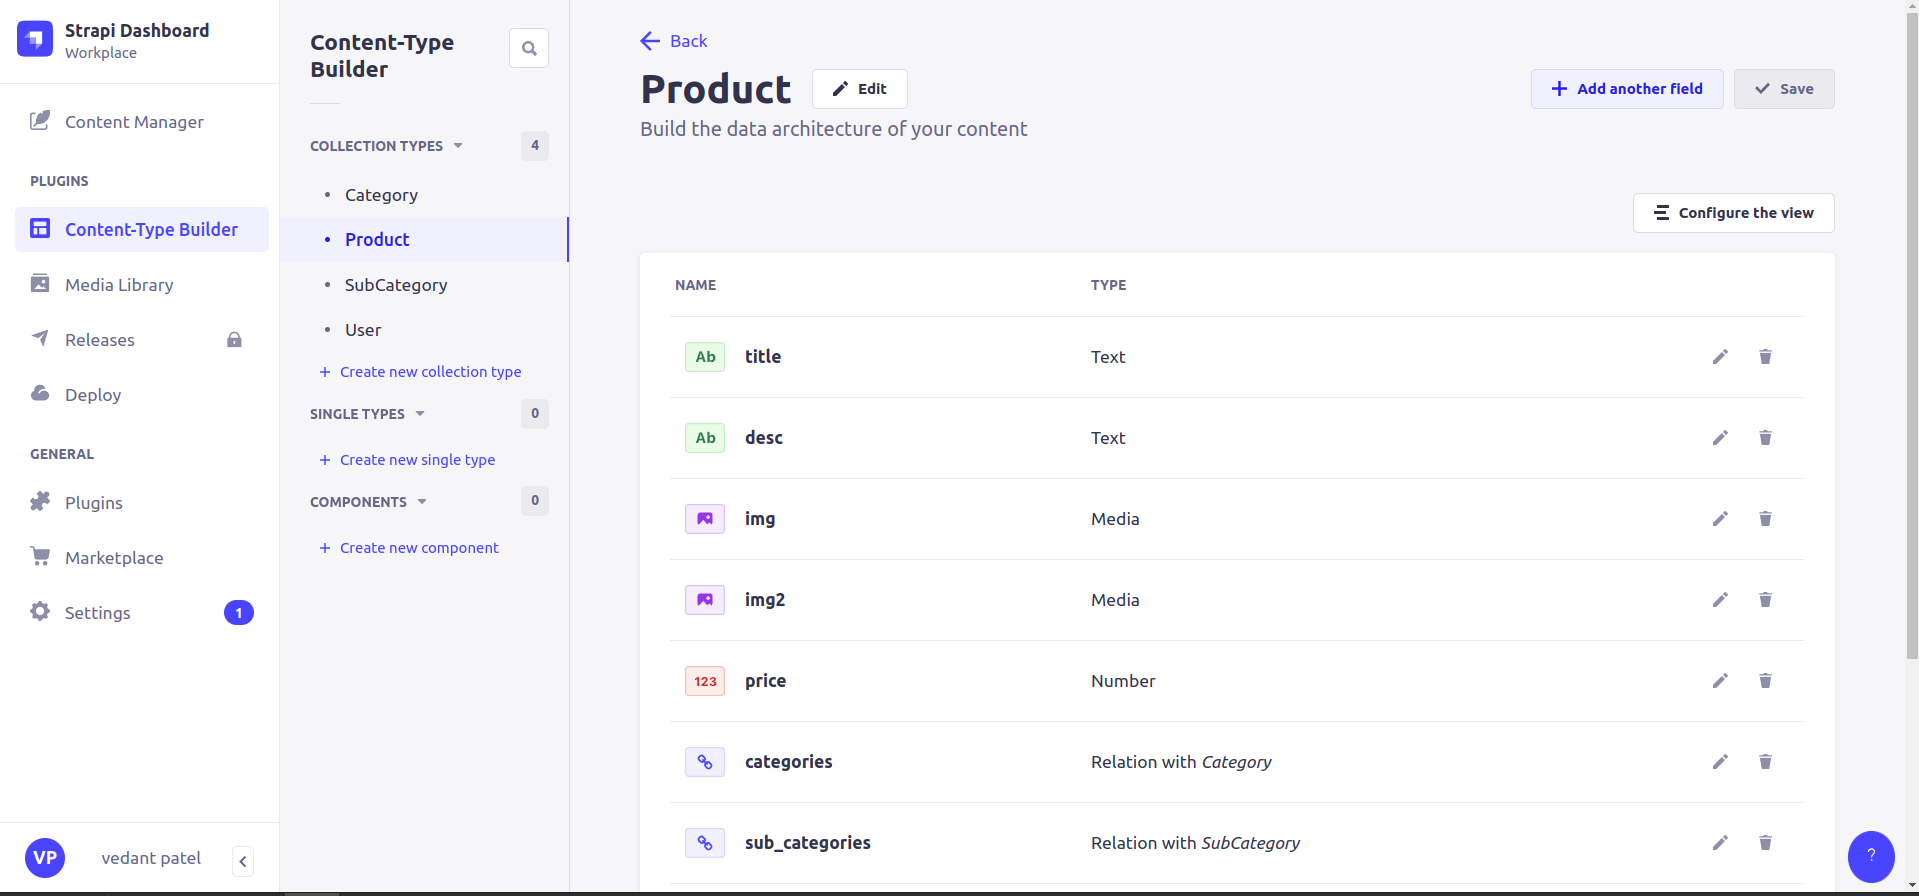 Strapi Dashboard
Workplace
Content Manager
PLUGINS
Content-Type Builder
Media Library
Releases
Deploy
GENERAL
Plugins
Marketplace
Settings
1
VP
vedant patel
Content-Type
Builder
COLLECTION TYPES
4
Category
Product
SubCategory
User
Create new collection type
SINGLE TYPES
0
Create new single type
COMPONENTS
0
Create new component
Back
Product
Edit
Add another field
Save
Build the data architecture of your content
Configure the view
NAME
TYPE
Ab
title
Text
Ab
desc
Text
img
Media
img2
Media
123
price
Number
categories
Relation with Category
sub_categories
Relation with SubCategory
?